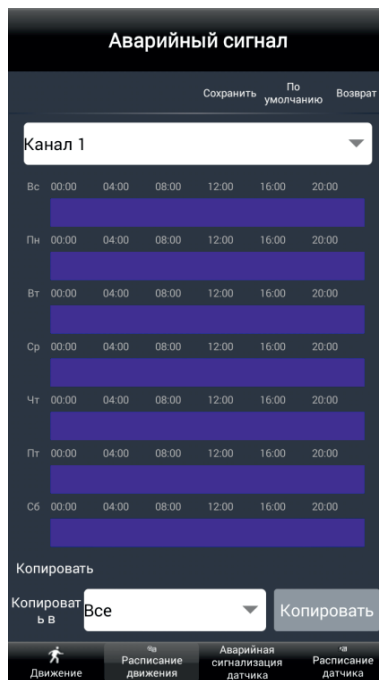 Аварийный сигнал
Сохранить По умолчанию Возврат
Канал 1
Вс 00:00 04:00 08:00 12:00 16:00 20:00
Пн 00:00 04:00 08:00 12:00 16:00 20:00
Вт 00:00 04:00 08:00 12:00 16:00 20:00
Ср 00:00 04:00 08:00 12:00 16:00 20:00
Чт 00:00 04:00 08:00 12:00 16:00 20:00
Пт 00:00 04:00 08:00 12:00 16:00 20:00
Сб 00:00 04:00 08:00 12:00 16:00 20:00
Копировать
Копироват
ь в
Все
Копировать
Движение
Расписание
движения
Аварийная
сигнализация
датчика
Расписание
датчика